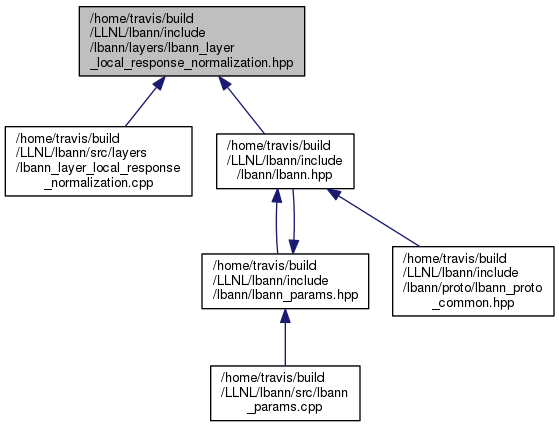 /home/travis/build
/LLNL/lbann/include
/lbann/layers/lbann_layer
_local_response_normalization.hpp
/home/travis/build
/LLNL/lbann/src/layers
/lbann_layer_local_response
_normalization.cpp
/home/travis/build
/LLNL/lbann/include
/lbann/lbann.hpp
/home/travis/build
/LLNL/lbann/include
/lbann/lbann_params.hpp
/home/travis/build
/LLNL/lbann/include
/lbann/proto/lbann_proto
_common.hpp
/home/travis/build
/LLNL/lbann/src/lbann
_params.cpp